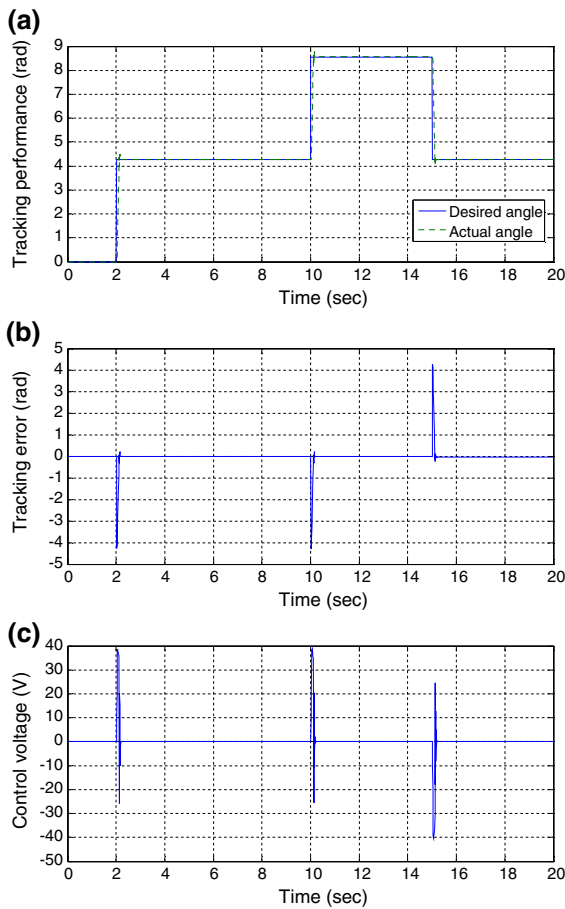 (a)
Tracking performance (rad)
9
8
7
6
5
4
3
2
1
0
0 2 4 6 8 10 12 14 16 18 20
Time (sec)
Desired angle
Actual angle
(b)
Tracking error (rad)
5
4
3
2
1
0
-1
-2
-3
-4
-5
0 2 4 6 8 10 12 14 16 18 20
Time (sec)
(c)
Control voltage (V)
40
30
20
10
0
-10
-20
-30
-40
-50
0 2 4 6 8 10 12 14 16 18 20
Time (sec)